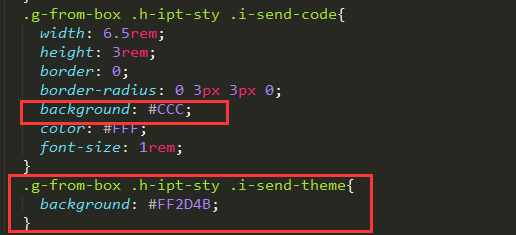 .g-from-box .h-ipt-sty .i-send-code{
width: 6.5rem;
height: 3rem;
border: 0;
border-radius: 0 3px 3px 0;
background: #CCC;
color: #FFF;
font-size: 1rem;
}
.g-from-box .h-ipt-sty .i-send-theme{
background: #FF2D4B;
}